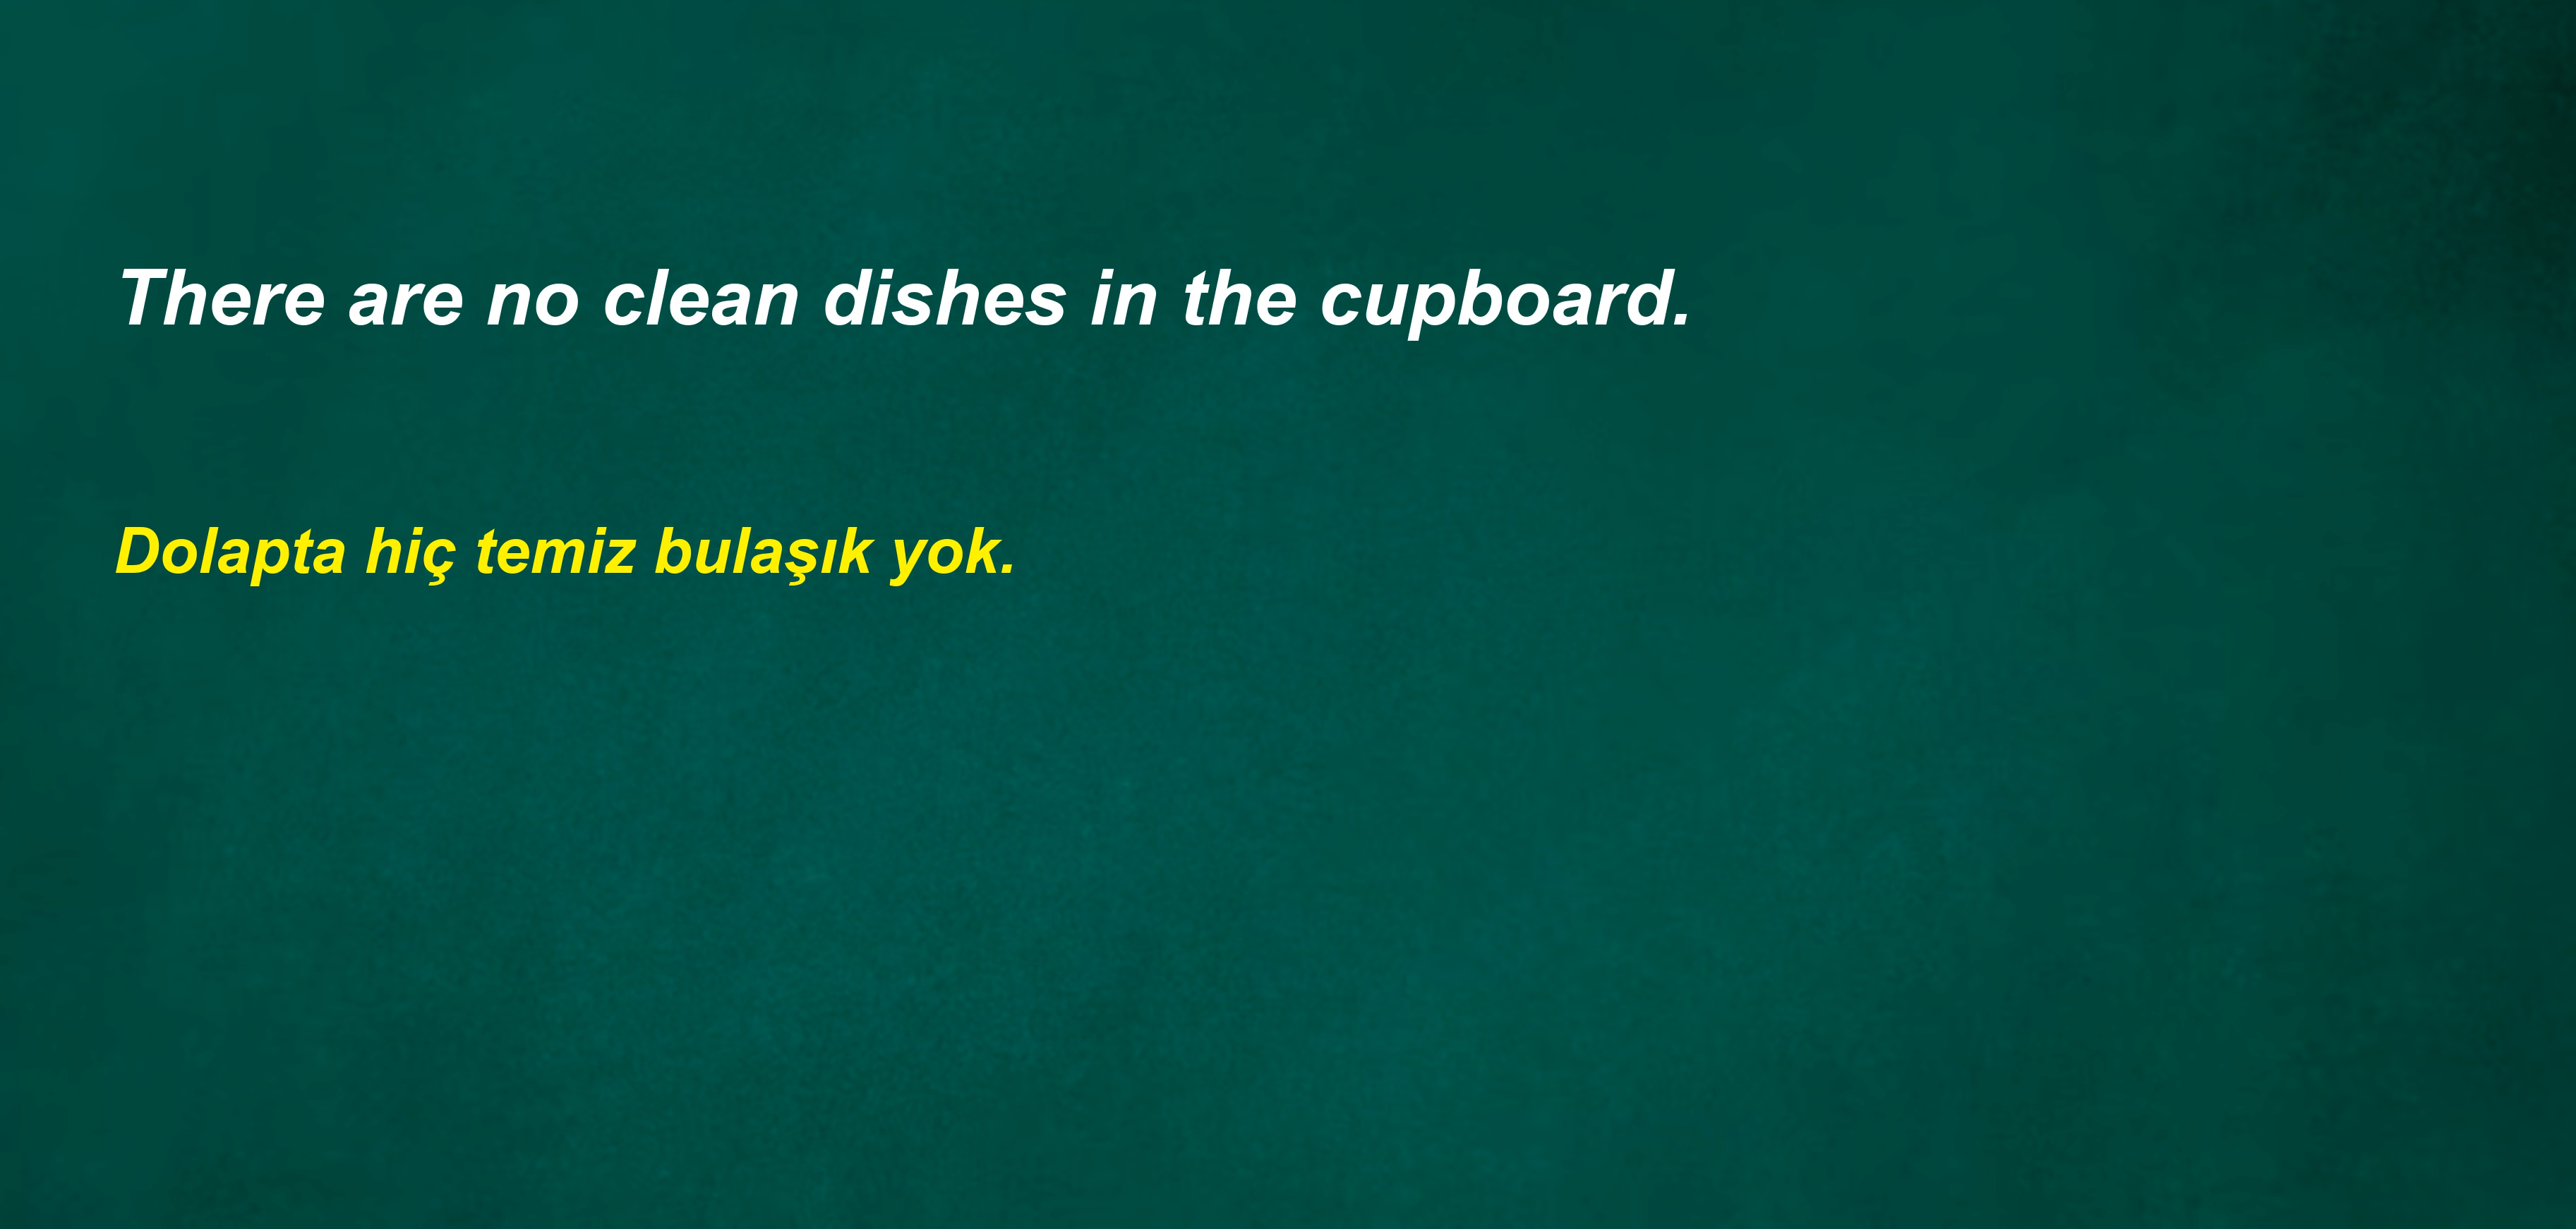 There are no clean dishes in the cupboard.
Dolapta hiç temiz bulaşık yok.